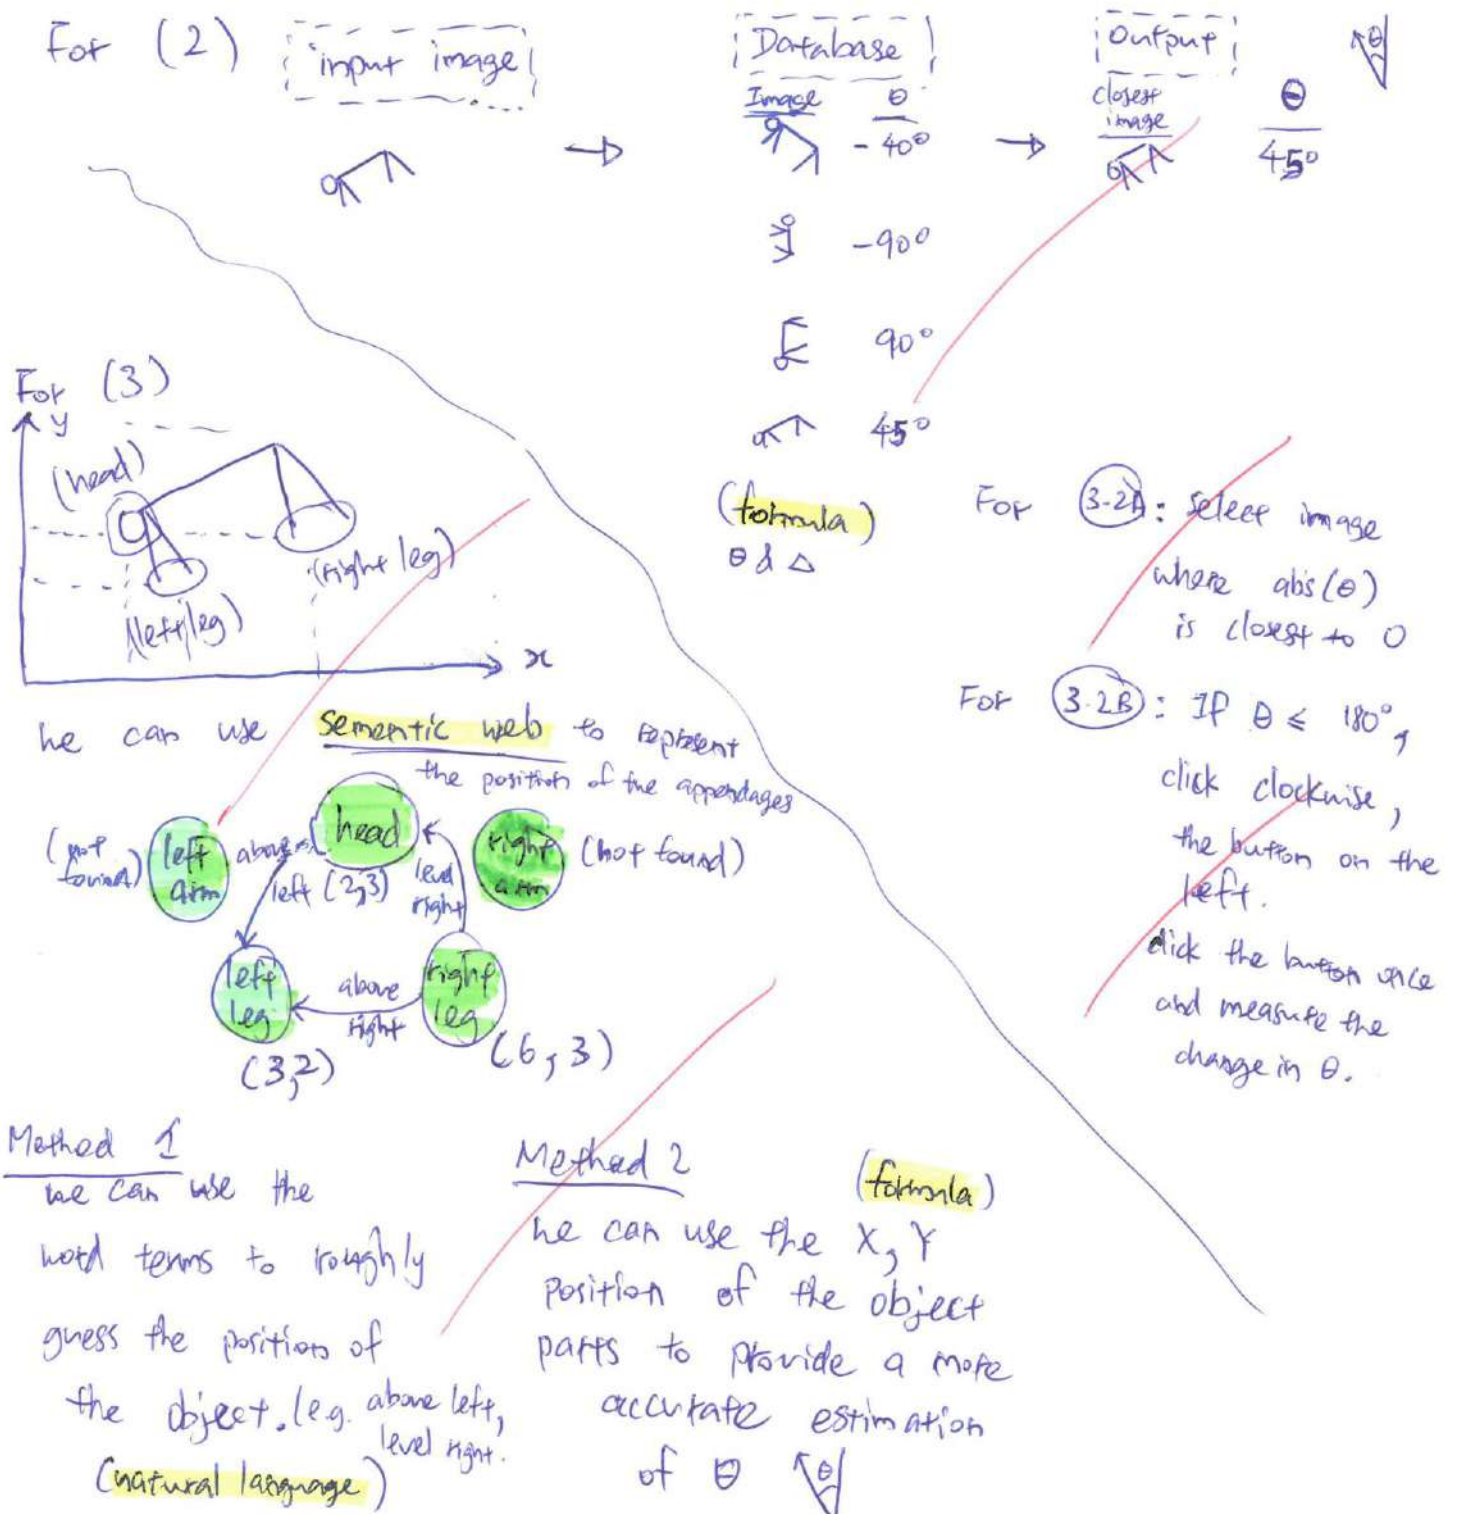 For (2)
input image
Database
Output
θ
Image θ
closest
image
θ
-40°
45°
-90°
90°
45°
(formula)
θ & Δ
For 3-2A: select image
where abs(θ)
is closest to 0
For 3-2B: If θ ≤ 180°,
click clockwise,
the button on the
left.
click the button once
and measure the
change in θ.
For (3)
y
(head)
(right leg)
(left leg)
x
we can use semantic web to represent
the position of the appendages
(not
found)
left
arm
above
left
head
(2,3)
level
right
right
arm
(not found)
left
leg
above
right
right
leg
(3,2)
(6,3)
Method 1
we can use the
word terms to roughly
guess the position of
the object. (e.g. above left,
level right.
(natural language)
Method 2
(formula)
we can use the X, Y
position of the object
parts to provide a more
accurate estimation
of θ
θ